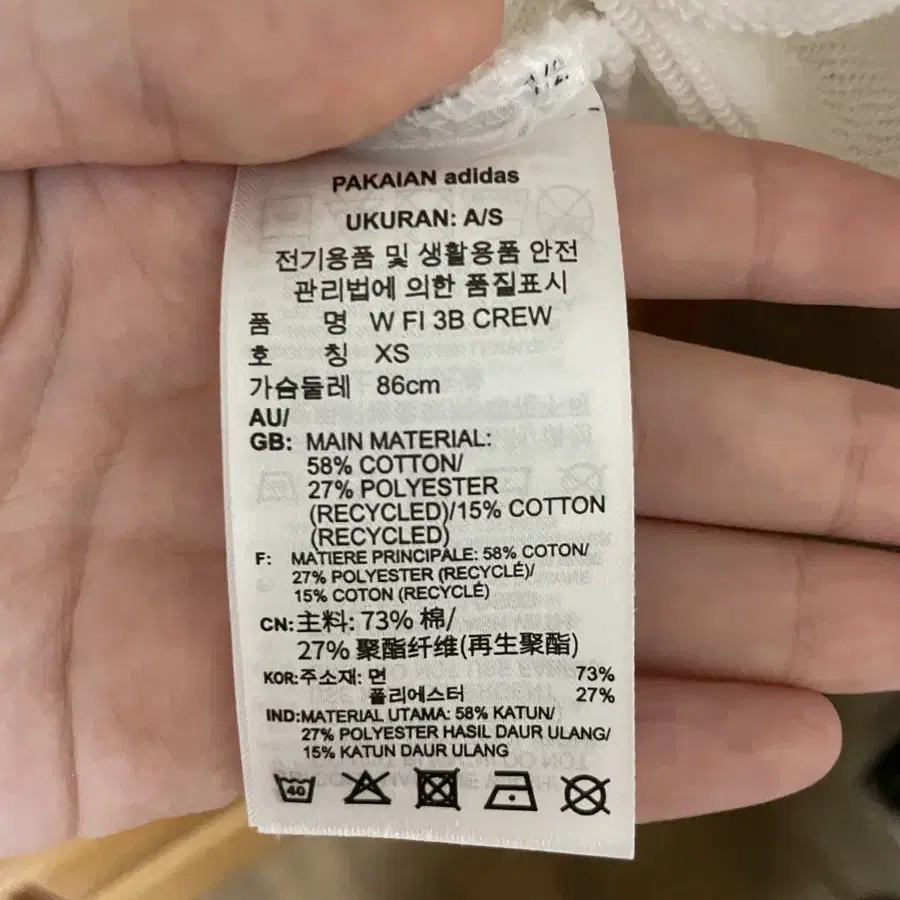 PAKAIAN adidas
UKURAN: A/S
전기용품 및 생활용품 안전
관리법에 의한 품질표시
품 명 W FI 3B CREW
호 칭 XS
가슴둘레 86cm
AU/
GB: MAIN MATERIAL:
58% COTTON/
27% POLYESTER
(RECYCLED)/15% COTTON
(RECYCLED)
F: MATIERE PRINCIPALE: 58% COTON/
27% POLYESTER (RECYCLÉ)/
15% COTON (RECYCLÉ)
CN:主料: 73% 棉/
27% 聚酯纤维(再生聚酯)
KOR:주소재: 면 73%
폴리에스터 27%
IND:MATERIAL UTAMA: 58% KATUN/
27% POLYESTER HASIL DAUR ULANG/
15% KATUN DAUR ULANG
40